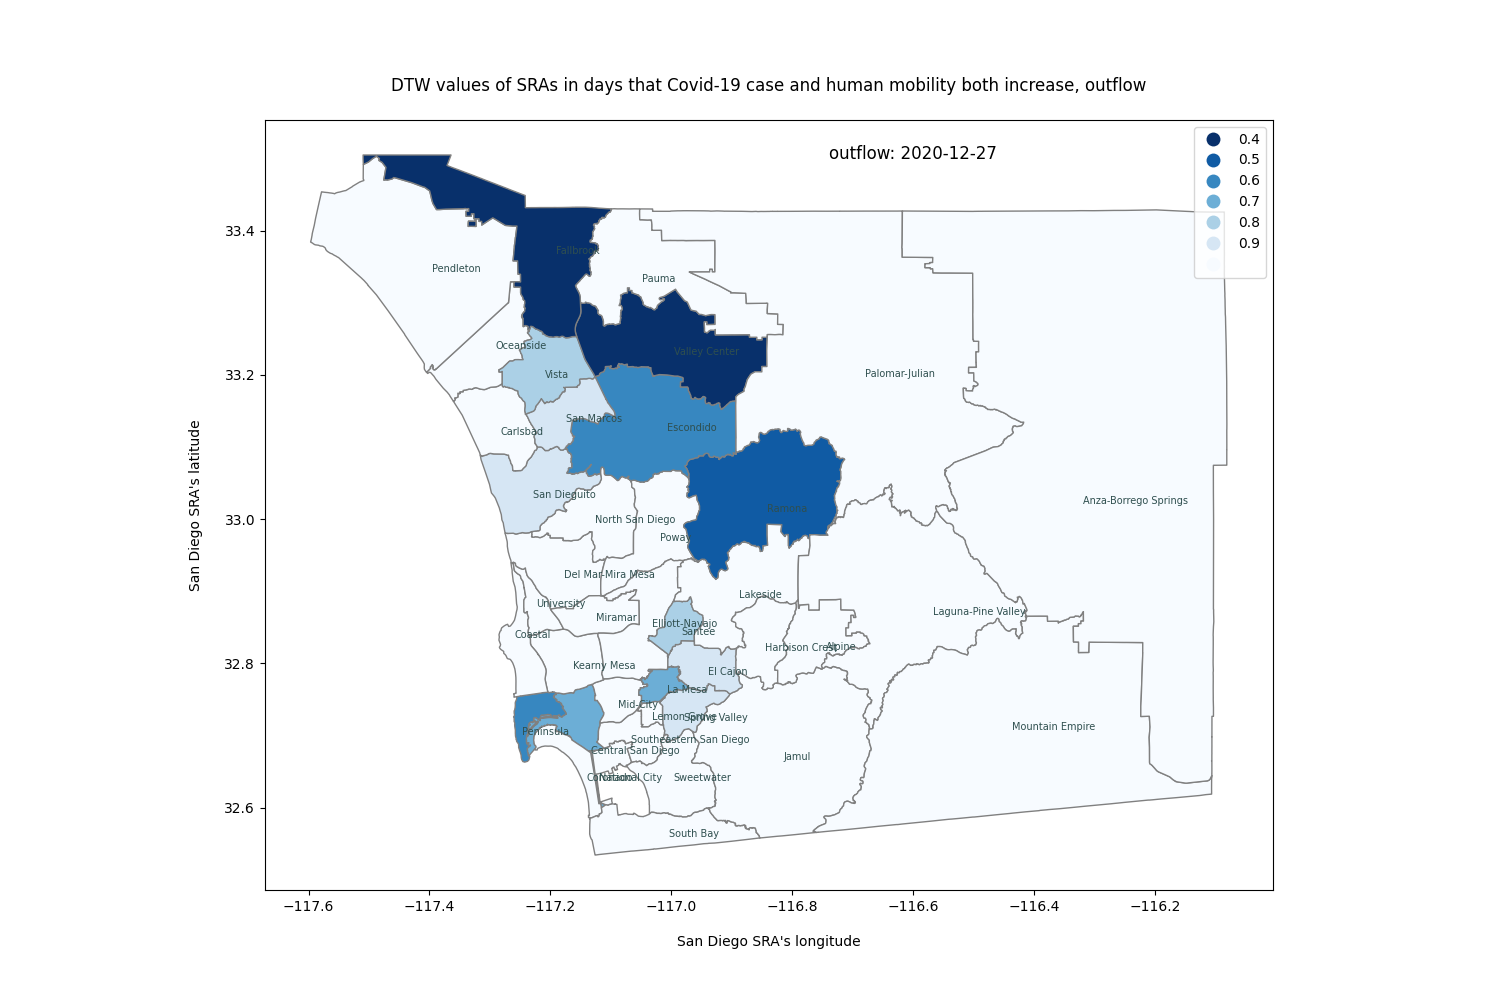 DTW values of SRAs in days that Covid-19 case and human mobility both increase, outflow
outflow: 2020-12-27
0.4
0.5
0.6
0.7
0.8
0.9
33.4
33.2
33.0
32.8
32.6
San Diego SRA's latitude
Fallbrook
Pendleton
Pauma
Oceanside
Valley Center
Vista
Palomar-Julian
San Marcos
Carlsbad
Escondido
San Dieguito
Anza-Borrego Springs
Ramona
North San Diego
Poway
Del Mar-Mira Mesa
Lakeside
University
Miramar
Laguna-Pine Valley
Elliott-Navajo
Santee
Coastal
Harbison Crest
Alpine
Kearny Mesa
El Cajon
La Mesa
Mid-City
Lemon Grove
Spring Valley
Mountain Empire
Peninsula
Southeastern San Diego
Central San Diego
Jamul
Coronado
National City
Sweetwater
South Bay
−117.6
−117.4
−117.2
−117.0
−116.8
−116.6
−116.4
−116.2
San Diego SRA's longitude